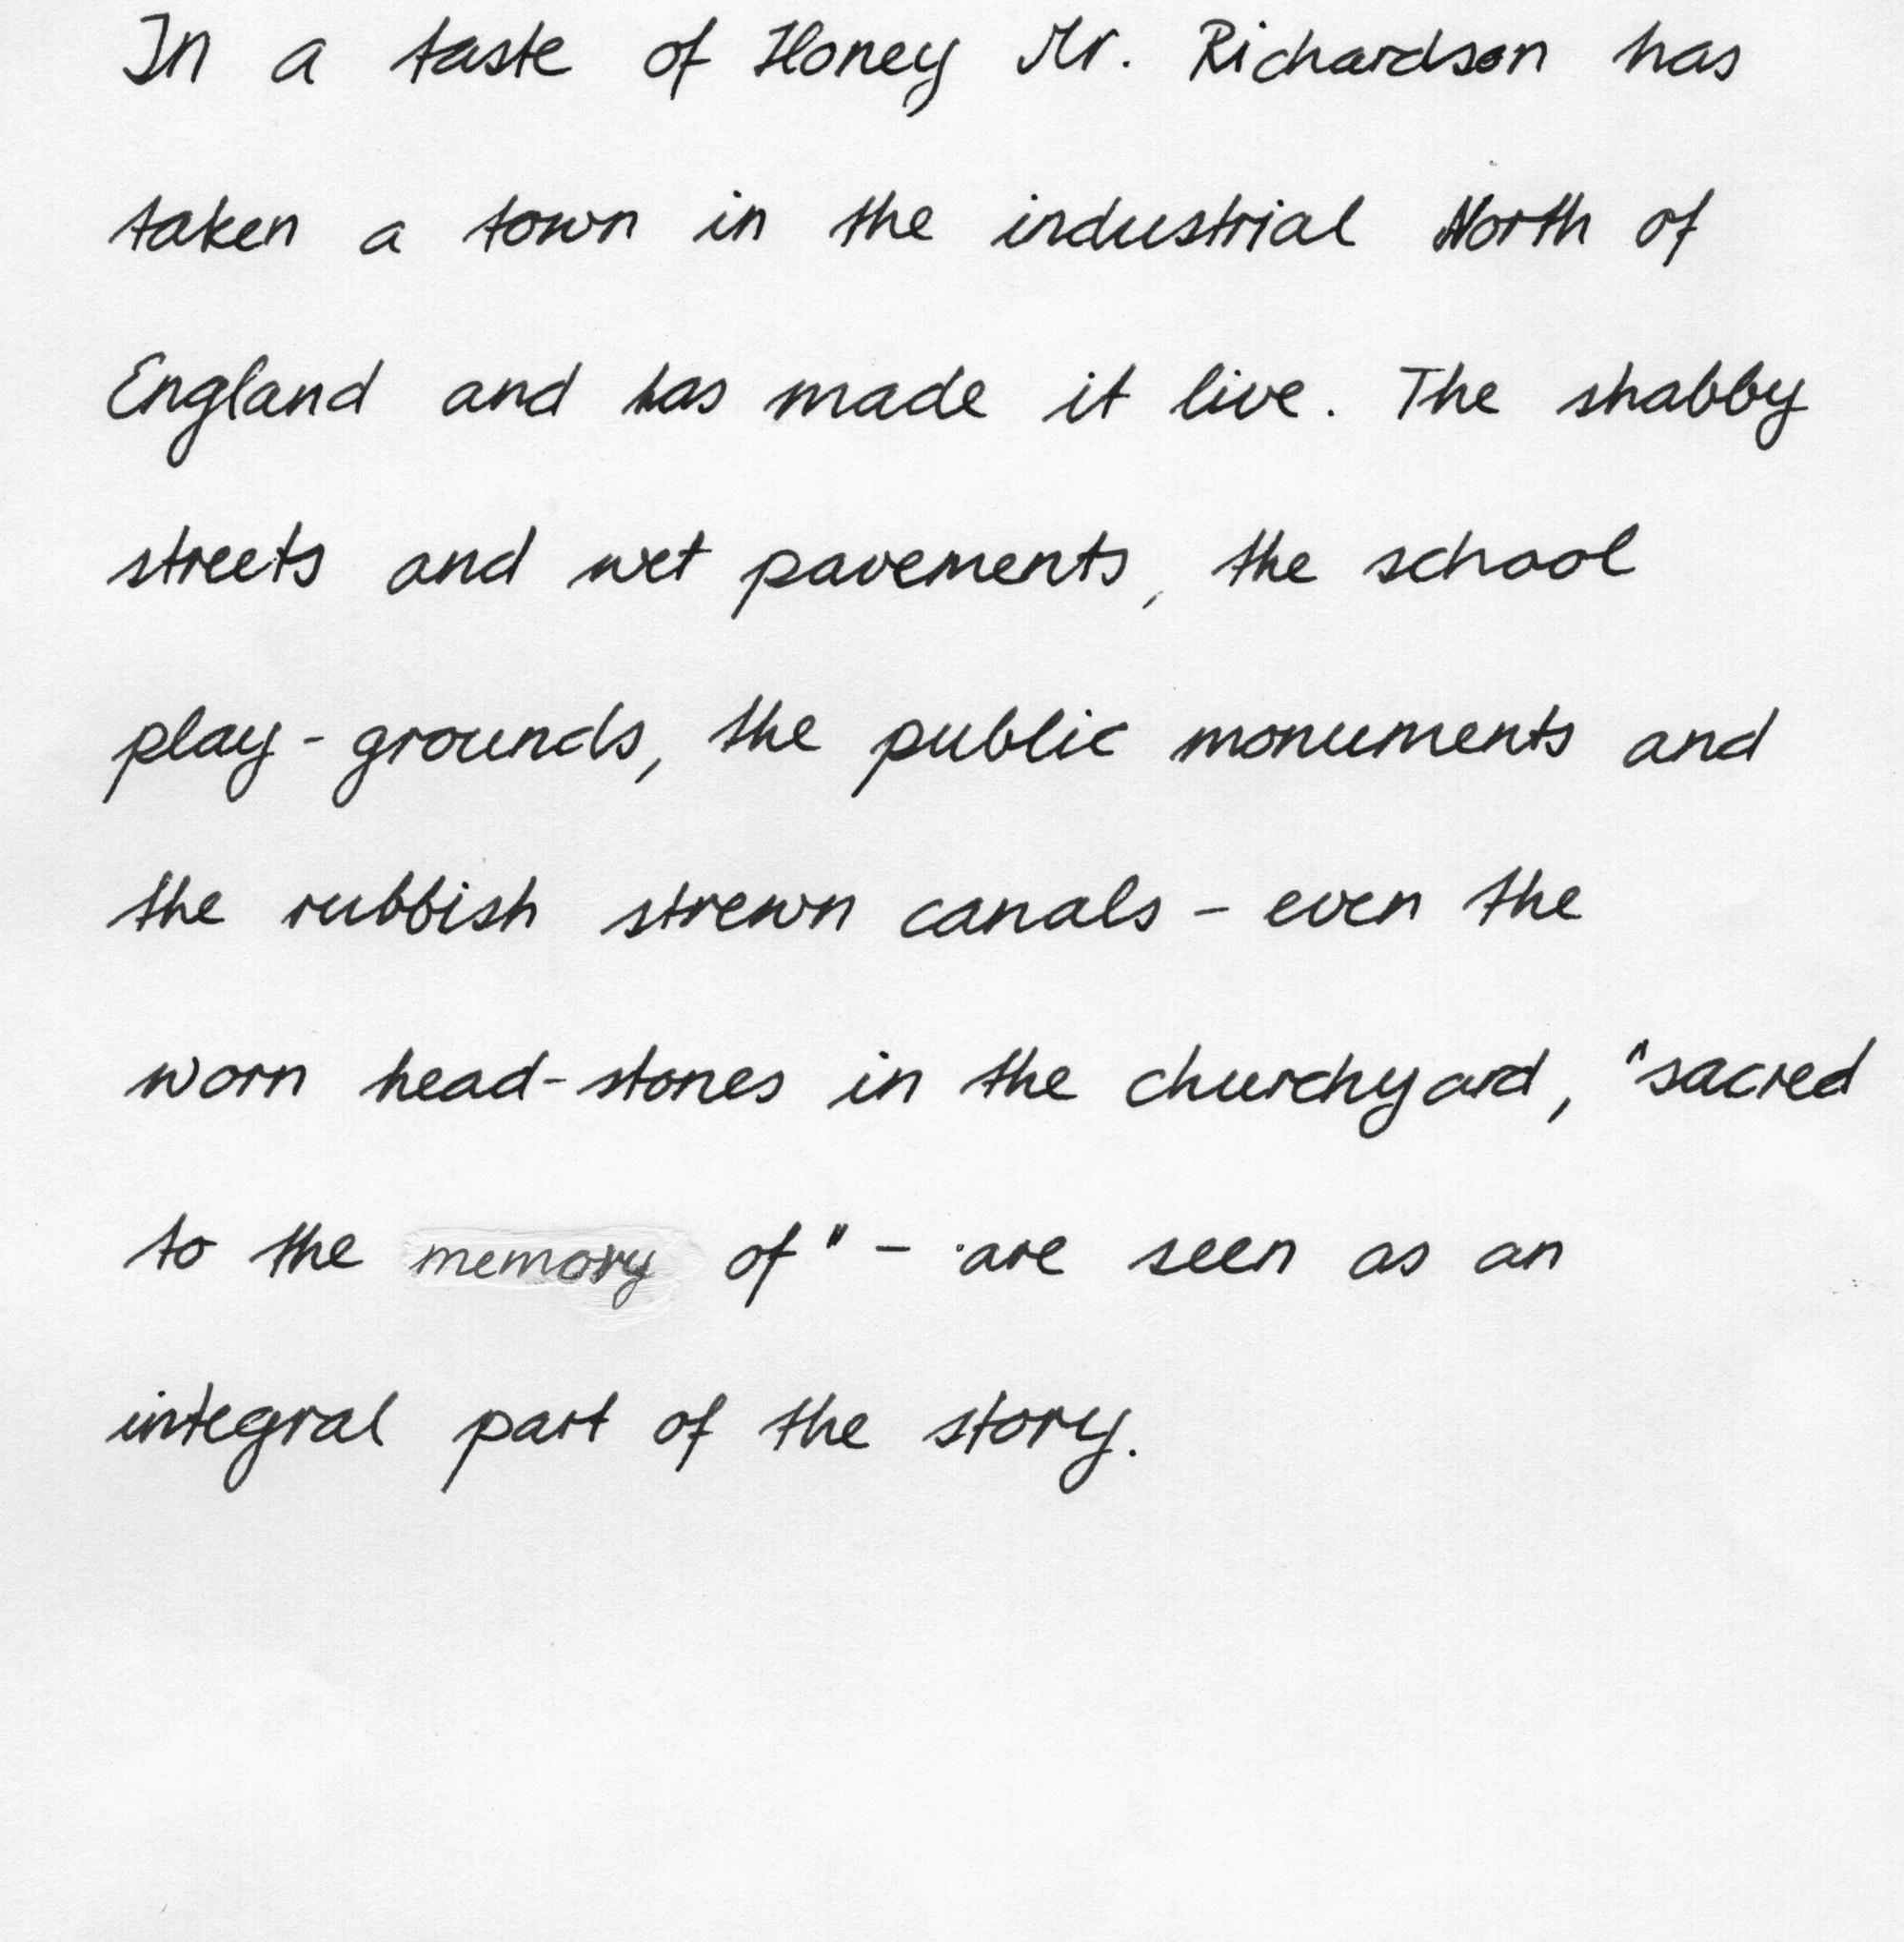 In a taste of Honey Mr. Richardson has
taken a town in the industrial North of
England and has made it live. The shabby
streets and wet pavements, the school
play-grounds, the public monuments and
the rubbish strewn canals - even the
worn head-stones in the churchyard, "sacred
to the memory of" - are seen as an
integral part of the story.